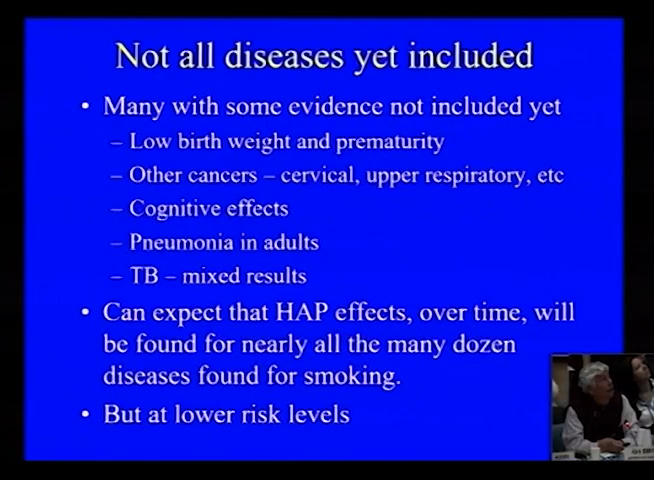 Not all diseases yet included
• Many with some evidence not included yet
– Low birth weight and prematurity
– Other cancers – cervical, upper respiratory, etc
– Cognitive effects
– Pneumonia in adults
– TB – mixed results
• Can expect that HAP effects, over time, will
be found for nearly all the many dozen
diseases found for smoking.
• But at lower risk levels